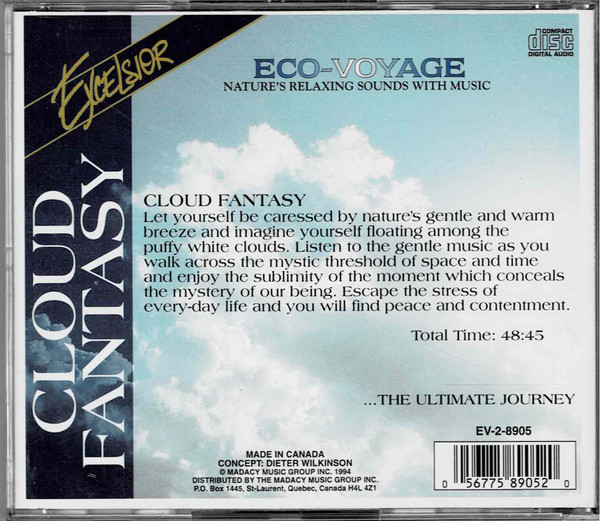 EXCELSIOR
COMPACT
disc
DIGITAL AUDIO
ECO-VOYAGE
NATURE'S RELAXING SOUNDS WITH MUSIC
CLOUD
FANTASY
CLOUD FANTASY
Let yourself be caressed by nature's gentle and warm
breeze and imagine yourself floating among the
puffy white clouds. Listen to the gentle music as you
walk across the mystic threshold of space and time
and enjoy the sublimity of the moment which conceals
the mystery of our being. Escape the stress of
every-day life and you will find peace and contentment.
Total Time: 48:45
...THE ULTIMATE JOURNEY
EV-2-8905
MADE IN CANADA
CONCEPT: DIETER WILKINSON
© MADACY MUSIC GROUP INC. 1994
DISTRIBUTED BY THE MADACY MUSIC GROUP INC.
P.O. Box 1445, St-Laurent, Quebec, Canada H4L 4Z1
0 56775 89052 0